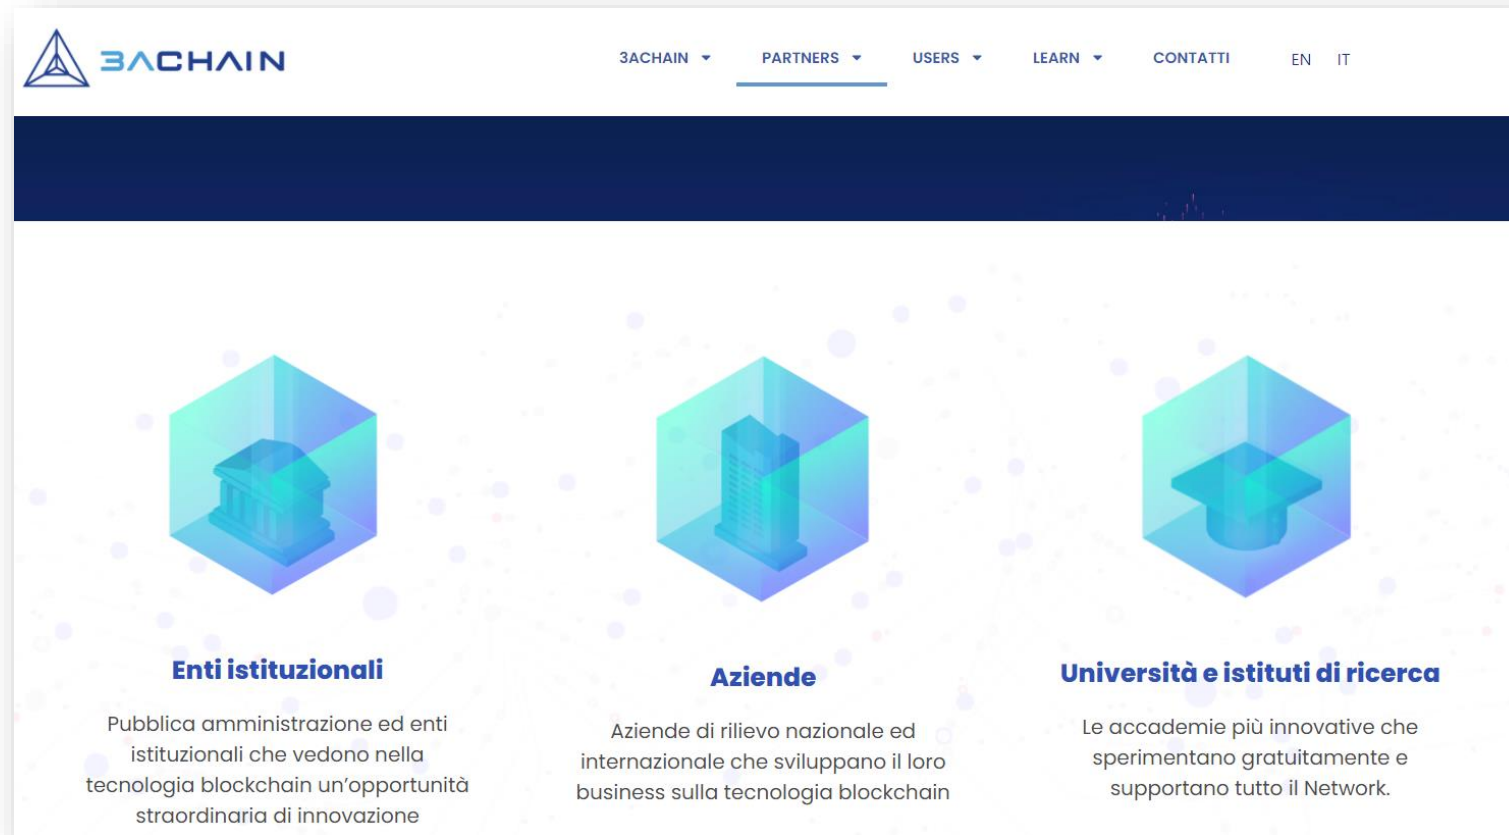 3ACHAIN
3ACHAIN PARTNERS USERS LEARN CONTATTI EN IT
Enti istituzionali
Pubblica amministrazione ed enti
istituzionali che vedono nella
tecnologia blockchain un’opportunità
straordinaria di innovazione
Aziende
Aziende di rilievo nazionale ed
internazionale che sviluppano il loro
business sulla tecnologia blockchain
Università e istituti di ricerca
Le accademie più innovative che
sperimentano gratuitamente e
supportano tutto il Network.